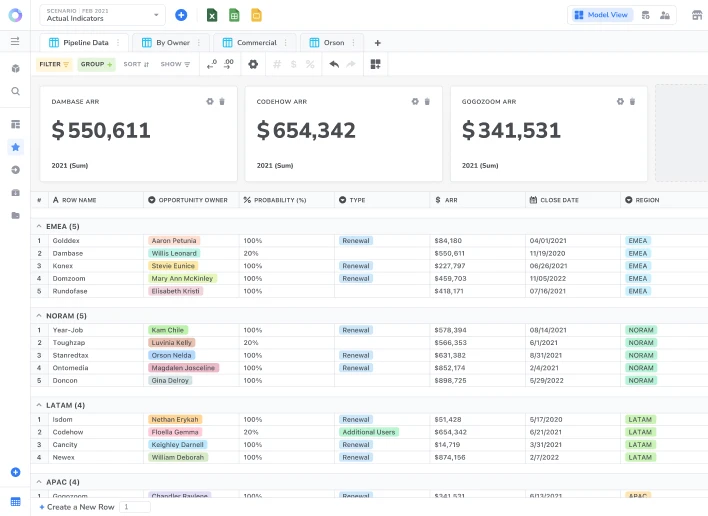 SCENARIO · FEB 2021
Actual Indicators
Model View
Pipeline Data
By Owner
Commercial
Orson
FILTER
GROUP
SORT
SHOW
.0 .00
DAMBASE ARR
$550,611
2021 (Sum)
CODEHOW ARR
$654,342
2021 (Sum)
GOGOZOOM ARR
$341,531
2021 (Sum)
# ROW NAME OPPORTUNITY OWNER PROBABILITY (%) TYPE ARR CLOSE DATE REGION
EMEA (5)
1 Golddex Aaron Petunia 100% Renewal $84,160 04/01/2021 EMEA
2 Dambase Willis Leonard 20% $550,611 11/19/2020 EMEA
3 Konex Stevie Eunice 100% Renewal $227,797 06/26/2021 EMEA
4 Domzoom Mary Ann McKinley 100% Renewal $459,703 11/05/2022 EMEA
5 Rundofase Elisabeth Kristi 100% $418,171 07/16/2021 EMEA
NORAM (5)
1 Year-Job Kam Chile 100% Renewal $578,394 08/14/2021 NORAM
2 Toughzap Luvinia Kelly 20% $566,353 6/1/2021 NORAM
3 Stanredtax Orson Nelda 100% Renewal $631,382 8/31/2021 NORAM
4 Ontomedia Magdalen Josceline 100% Renewal $852,174 2/4/2021 NORAM
5 Doncon Gina Delroy 100% $898,725 5/29/2022 NORAM
LATAM (4)
1 Isdom Nathan Erykah 100% Renewal $51,428 5/17/2020 LATAM
2 Codehow Floella Gemma 20% Additional Users $654,342 6/21/2021 LATAM
3 Cancity Keighley Darnell 100% Renewal $14,719 3/31/2021 LATAM
4 Newex William Deborah 100% Renewal $874,156 2/7/2022 LATAM
APAC (4)
1 Gogozoom Chandler Raylene 100% Renewal $341,531 6/13/2021 APAC
+ Create a New Row 1